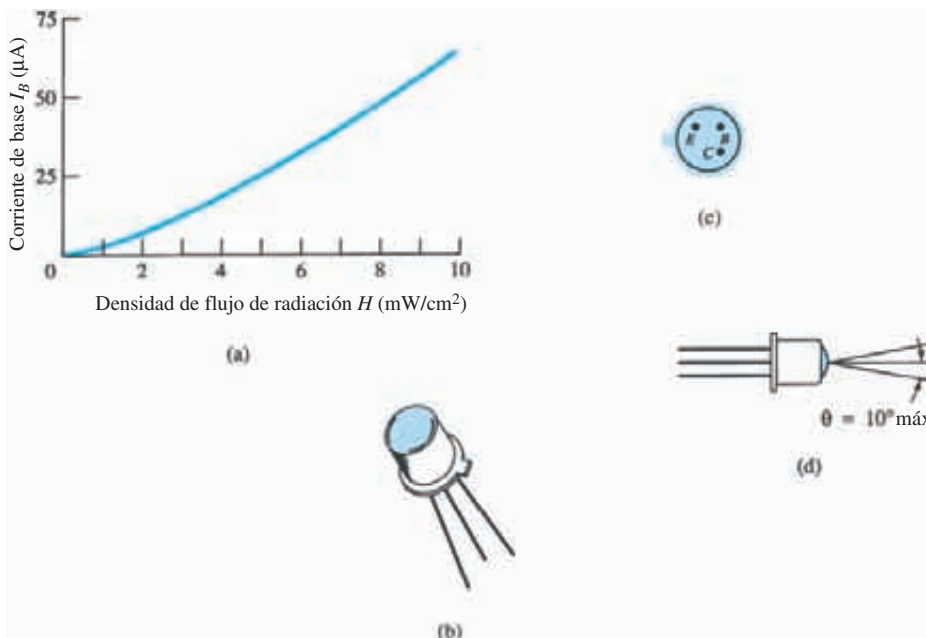 75
50
25
0
Corriente de base I_B (μA)
2 4 6 8 10
Densidad de flujo de radiación H (mW/cm²)
(a)
E B
C
(c)
θ = 10° máx
(d)
(b)